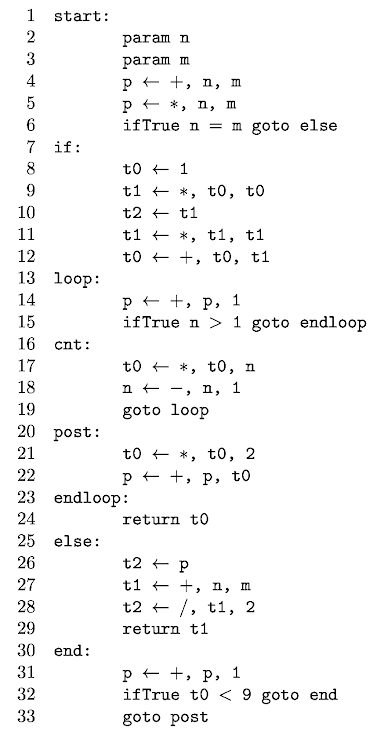 1 start:
2 param n
3 param m
4 p ← +, n, m
5 p ← *, n, m
6 ifTrue n = m goto else
7 if:
8 t0 ← 1
9 t1 ← *, t0, t0
10 t2 ← t1
11 t1 ← *, t1, t1
12 t0 ← +, t0, t1
13 loop:
14 p ← +, p, 1
15 ifTrue n > 1 goto endloop
16 cnt:
17 t0 ← *, t0, n
18 n ← −, n, 1
19 goto loop
20 post:
21 t0 ← *, t0, 2
22 p ← +, p, t0
23 endloop:
24 return t0
25 else:
26 t2 ← p
27 t1 ← +, n, m
28 t2 ← /, t1, 2
29 return t1
30 end:
31 p ← +, p, 1
32 ifTrue t0 < 9 goto end
33 goto post